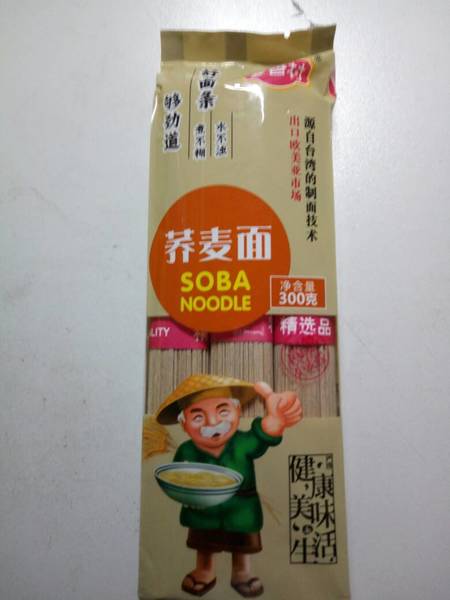 面条
够劲道
水不浊
煮不糊
源自台湾的制面技术
出口欧美亚市场
荞麦面
SOBA
NOODLE
净含量
300克
精选品
LITY
健康
美味
生活